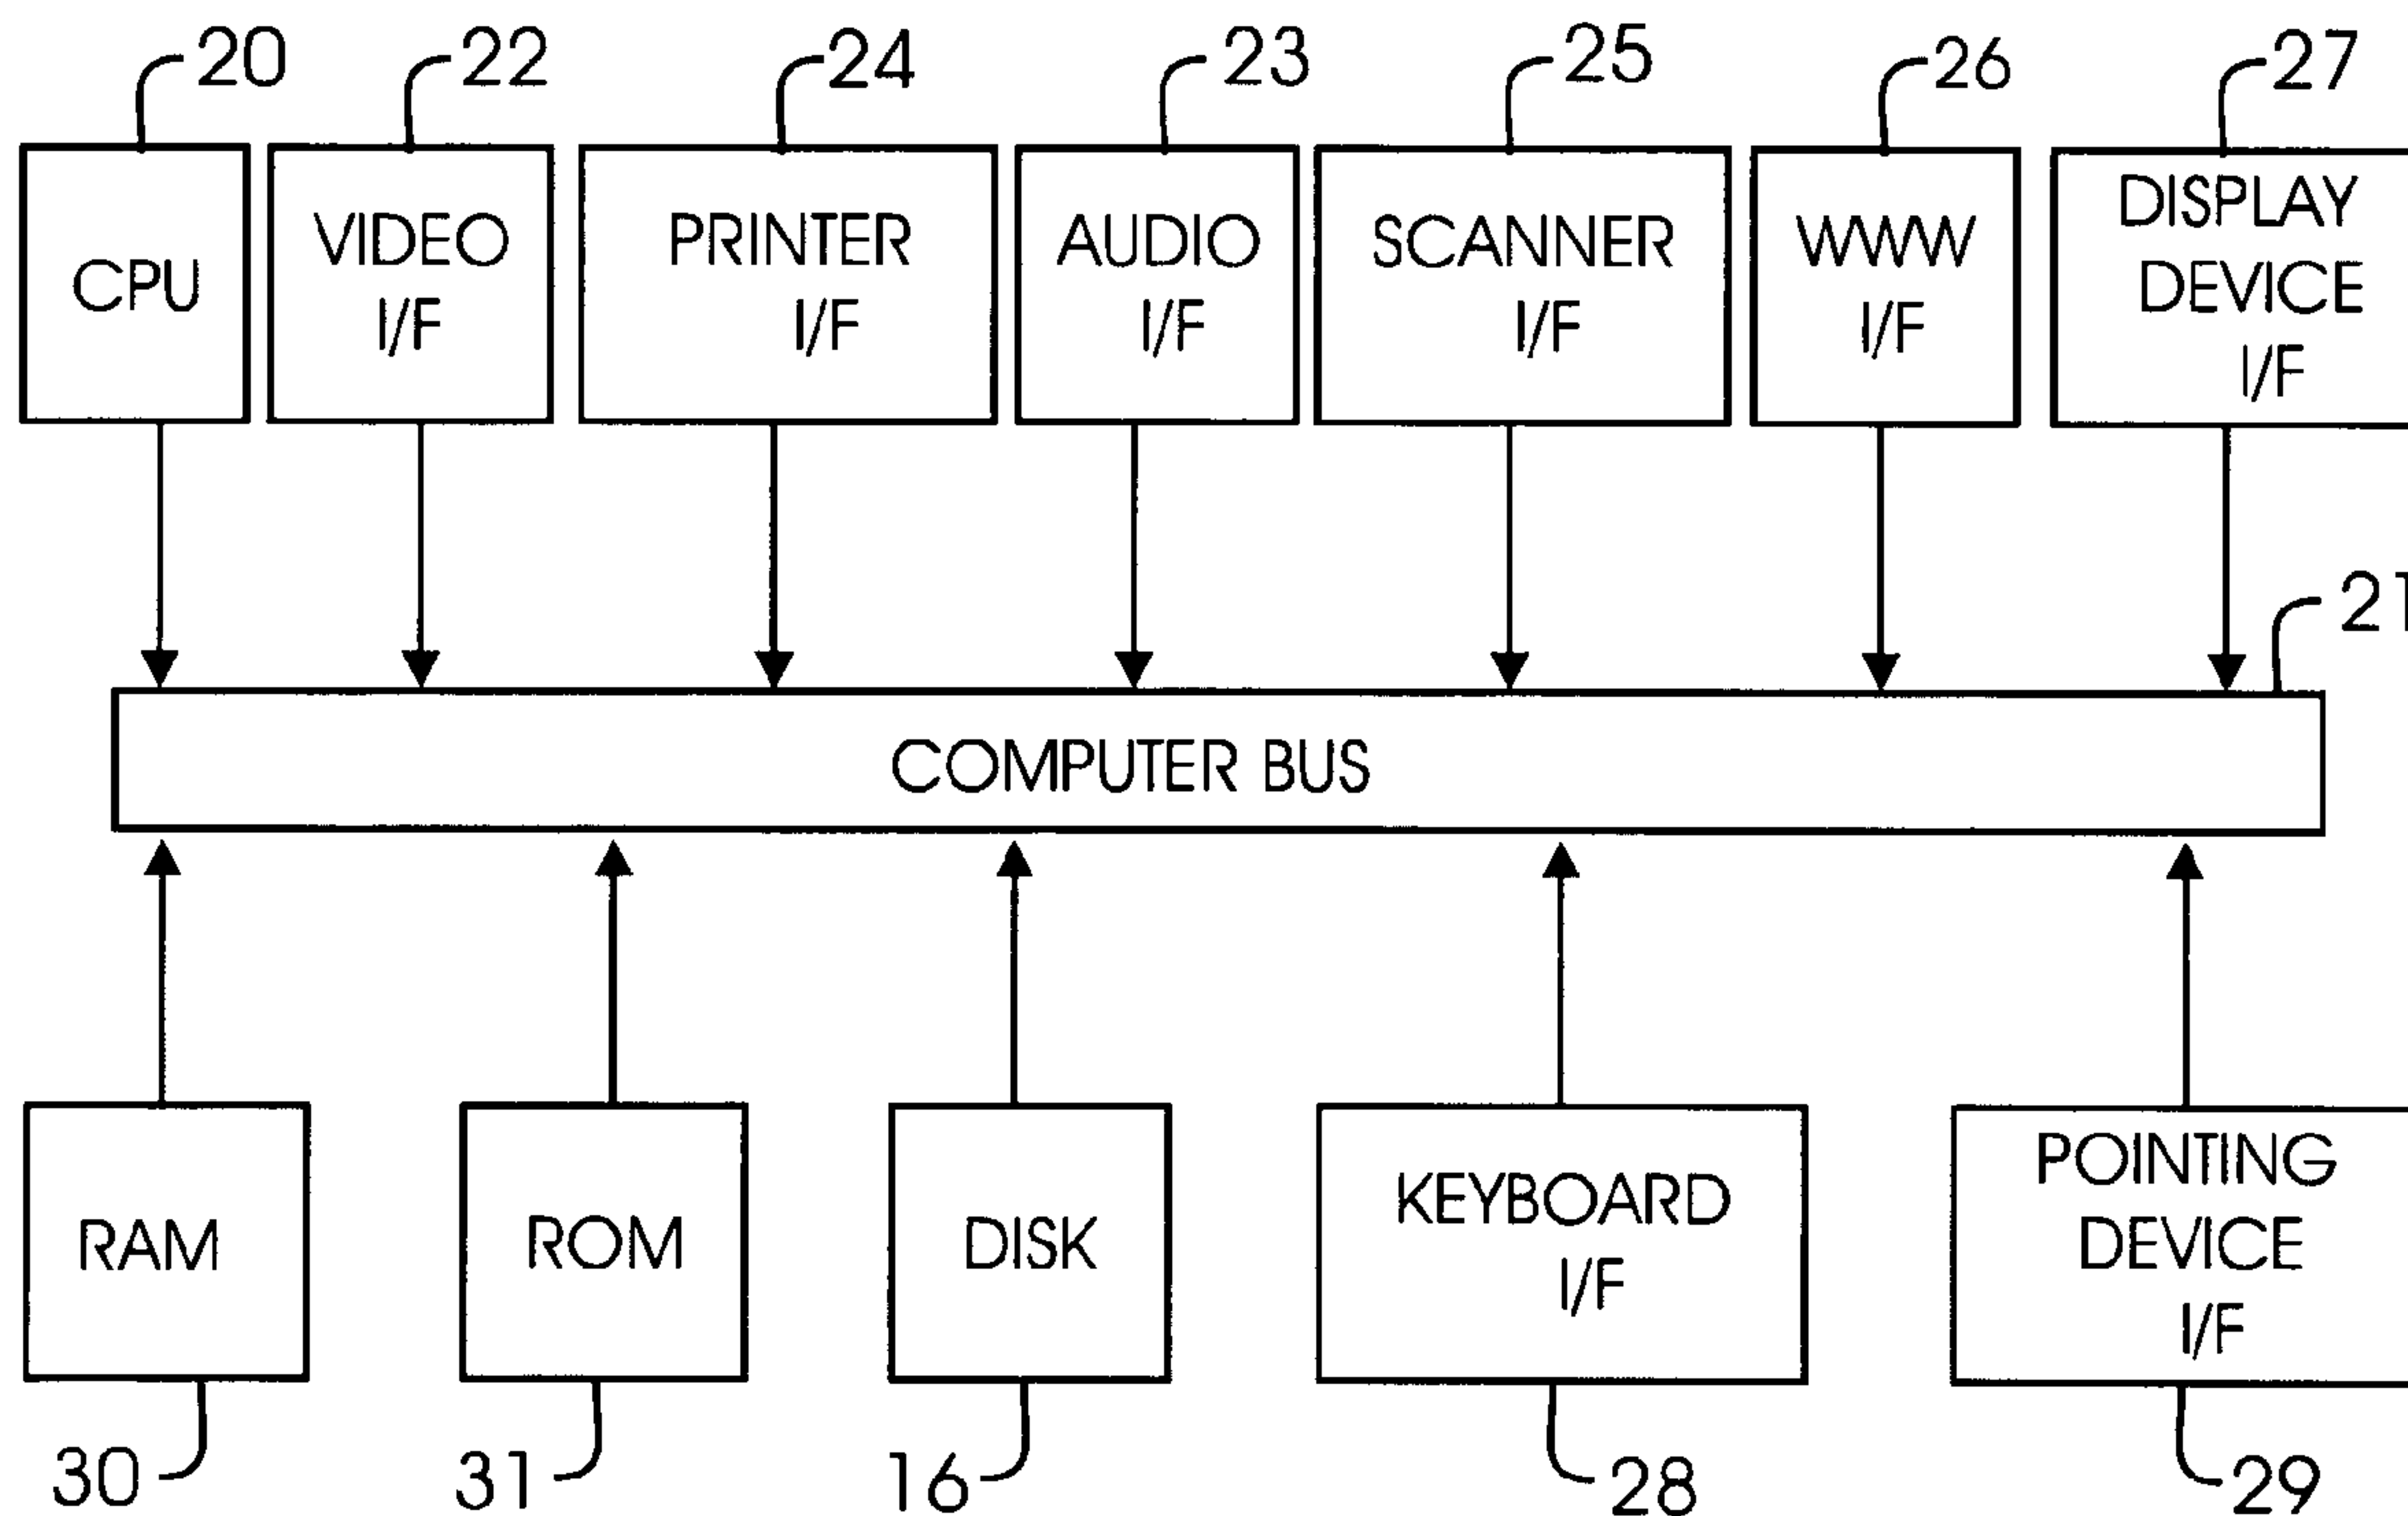 20
22
24
23
25
26
27
CPU
VIDEO
I/F
PRINTER
I/F
AUDIO
I/F
SCANNER
I/F
WWW
I/F
DISPLAY
DEVICE
I/F
21
COMPUTER BUS
RAM
ROM
DISK
KEYBOARD
I/F
POINTING
DEVICE
I/F
30
31
16
28
29